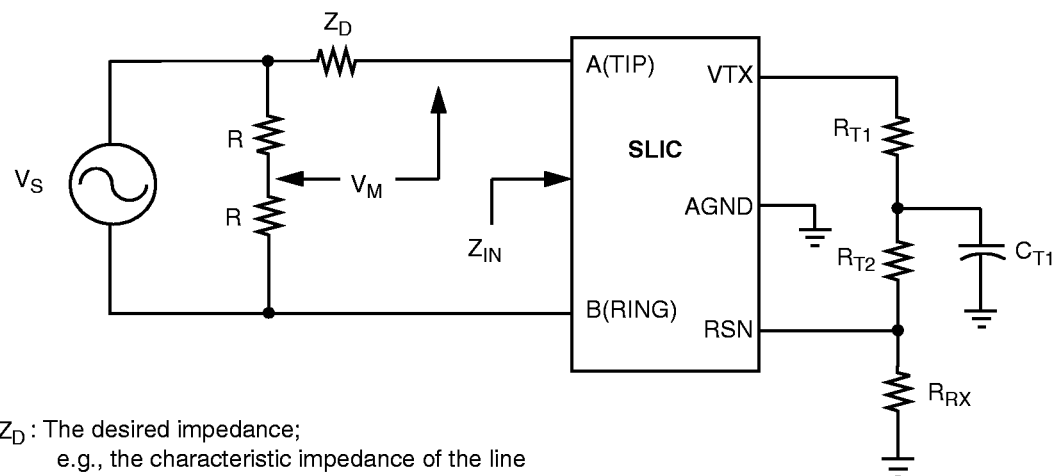 Z_D
A(TIP)
VTX
R
R_T1
SLIC
V_S
V_M
R
AGND
Z_IN
R_T2
C_T1
B(RING)
RSN
R_RX
Z_D : The desired impedance;
e.g., the characteristic impedance of the line